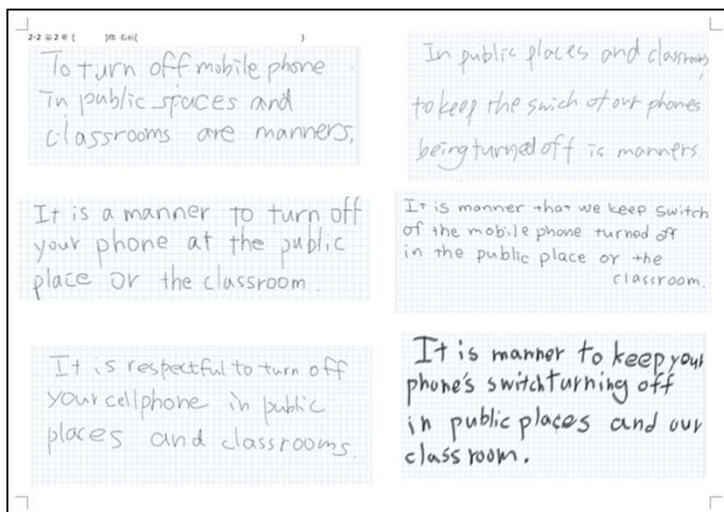 2-2
To turn off mobile phone
in public spaces and
classrooms are manners.
In public places and classrooms,
to keep the swich of our phones
being turned off is manners
It is a manner to turn off
your phone at the public
place or the classroom.
It is manner that we keep switch
of the mobile phone turned off
in the public place or the
classroom.
It is respectful to turn off
your cellphone in public
places and classrooms.
It is manner to keep your
phone's switch turning off
in public places and our
class room.